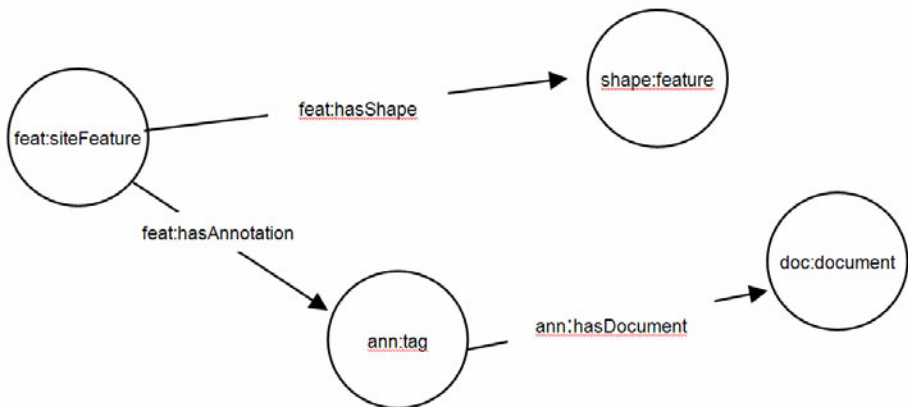 shape:feature
feat:hasShape
feat:siteFeature
feat:hasAnnotation
doc:document
ann:hasDocument
ann:tag